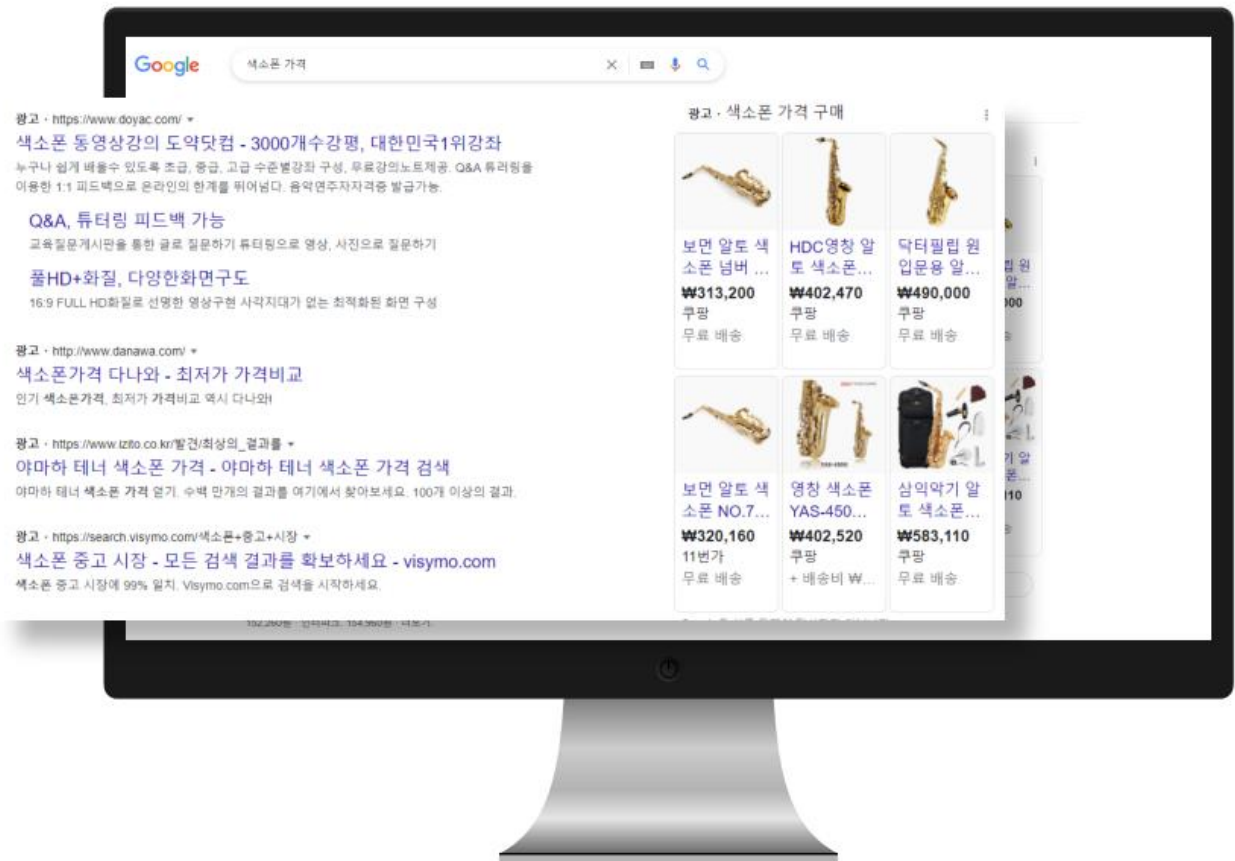 Google
색소폰 가격
광고 · https://www.doyac.com/
색소폰 동영상강의 도약닷컴 - 3000개수강평, 대한민국1위강좌
누구나 쉽게 배울수 있도록 초급, 중급, 고급 수준별강좌 구성, 무료강의노트제공. Q&A 튜러링을
이용한 1:1 피드백으로 온라인의 한계를 뛰어넘다. 음악연주자자격증 발급가능.
Q&A, 튜터링 피드백 가능
교육질문게시판을 통한 글로 질문하기 튜터링으로 영상, 사진으로 질문하기
풀HD+화질, 다양한화면구도
16:9 FULL HD화질로 선명한 영상구현 사각지대가 없는 최적화된 화면 구성
광고 · http://www.danawa.com/
색소폰가격 다나와 - 최저가 가격비교
인기 색소폰가격, 최저가 가격비교 역시 다나와!
광고 · https://www.izito.co.kr/발견/최상의_결과를
야마하 테너 색소폰 가격 - 야마하 테너 색소폰 가격 검색
야마하 테너 색소폰 가격 얻기. 수백 만개의 결과를 여기에서 찾아보세요. 100개 이상의 결과.
광고 · https://search.visymo.com/색소폰+중고+시장
색소폰 중고 시장 - 모든 검색 결과를 확보하세요 - visymo.com
색소폰 중고 시장에 99% 일치. Visymo.com으로 검색을 시작하세요.
광고 · 색소폰 가격 구매
보먼 알토 색
소폰 넘버 ...
₩313,200
쿠팡
무료 배송
HDC영창 알
토 색소폰...
₩402,470
쿠팡
무료 배송
닥터필립 원
입문용 알...
₩490,000
쿠팡
무료 배송
보먼 알토 색
소폰 NO.7...
₩320,160
11번가
무료 배송
영창 색소폰
YAS-450...
₩402,520
쿠팡
+ 배송비 ₩...
삼익악기 알
토 색소폰...
₩583,110
쿠팡
무료 배송